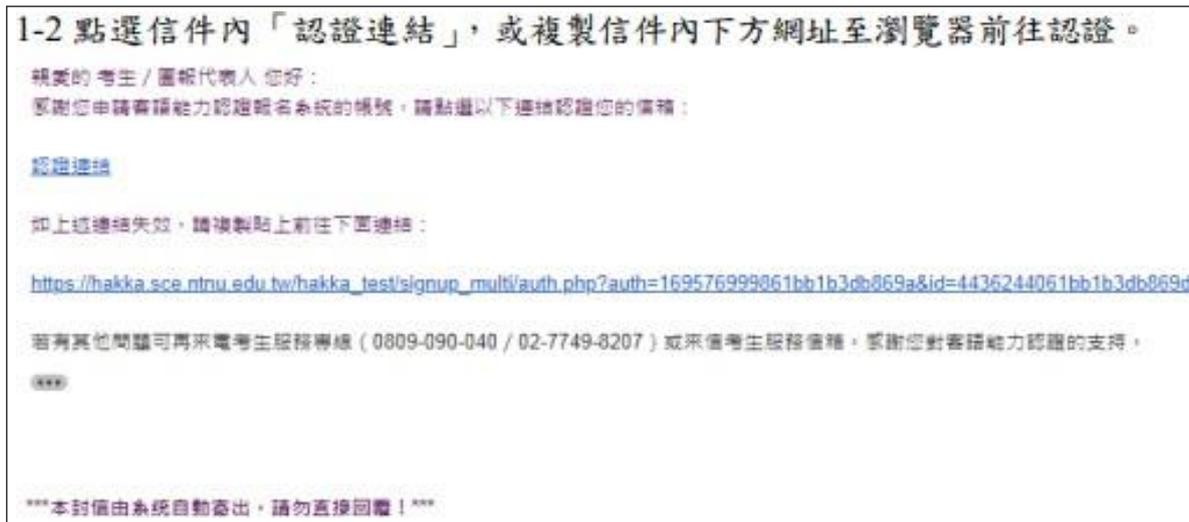 1-2 點選信件內「認證連結」，或複製信件內下方網址至瀏覽器前往認證。
親愛的 考生 / 團報代表人 您好：
感謝您申請客語能力認證報名系統的帳號，請點選以下連結認證您的信箱：
認證連結
如上述連結失效，請複製貼上前往下面連結：
https://hakka.sce.ntnu.edu.tw/hakka_test/signup_multi/auth.php?auth=169576999861bb1b3db869a&id=4436244061bb1b3db869d
若有其他問題可再來電考生服務專線（0809-090-040 / 02-7749-8207）或來信考生服務信箱，感謝您對客語能力認證的支持，
***本封信由系統自動寄出，請勿直接回覆！***